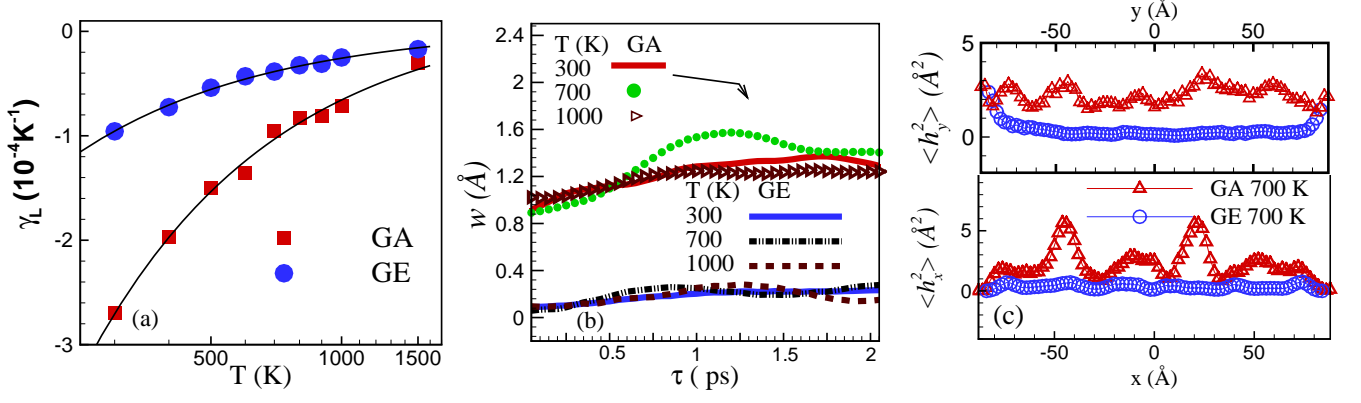 0
-1
-2
-3
γL (10-4K-1)
GA
GE
(a)
500
1000
1500
T (K)
2.4
2
1.6
1.2
0.8
0.4
0
w (Å)
T (K) GA
300
700
1000
T (K) GE
300
700
1000
(b)
0.5
1
1.5
2
τ ( ps)
y (Å)
-50
0
50
5
0
<h2y> (Å2)
GA 700 K
GE 700 K
5
0
<h2x> (Å2)
(c)
-50
0
50
x (Å)